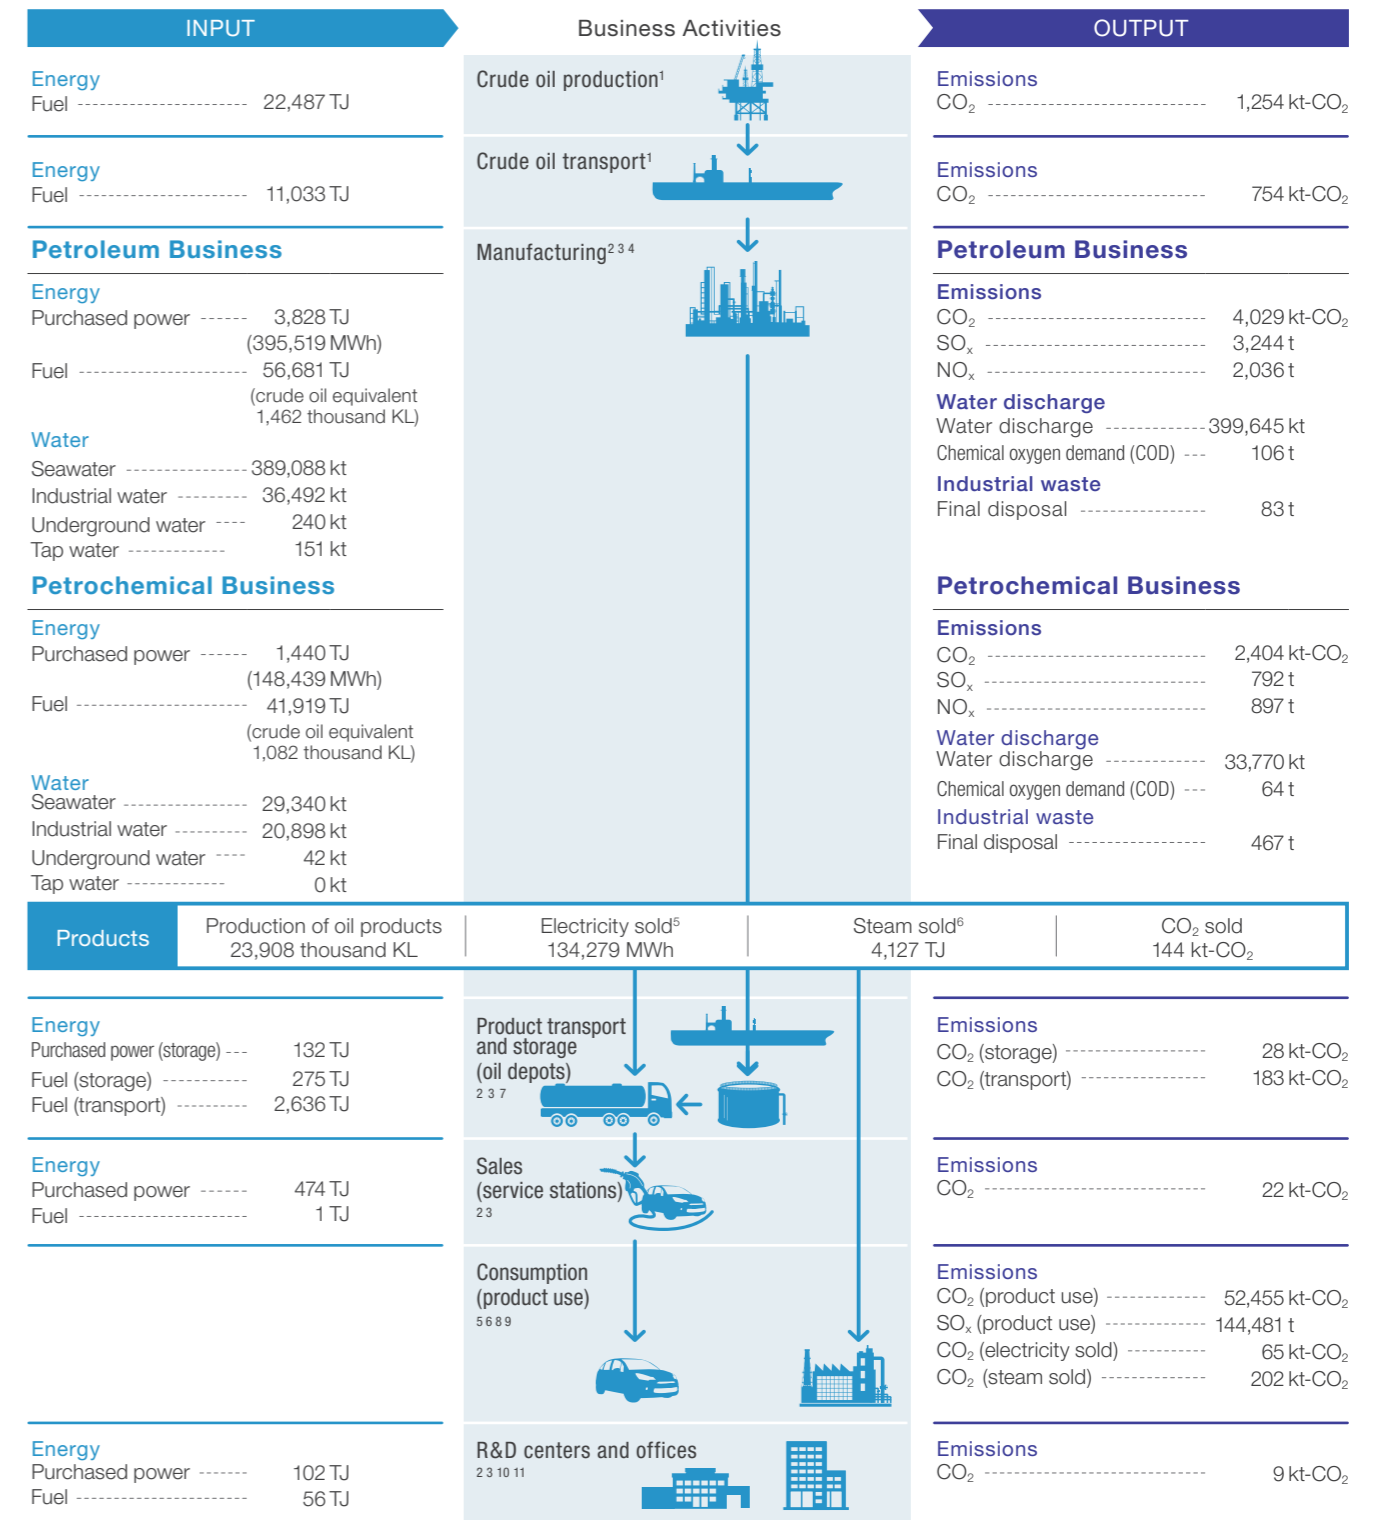 INPUT
Business Activities
OUTPUT
Energy
Fuel 22,487 TJ
Crude oil production1
Emissions
CO2 1,254 kt-CO2
Energy
Fuel 11,033 TJ
Crude oil transport1
Emissions
CO2 754 kt-CO2
Petroleum Business
Energy
Purchased power 3,828 TJ
(395,519 MWh)
Fuel 56,681 TJ
(crude oil equivalent
1,462 thousand KL)
Water
Seawater 389,088 kt
Industrial water 36,492 kt
Underground water 240 kt
Tap water 151 kt
Petrochemical Business
Energy
Purchased power 1,440 TJ
(148,439 MWh)
Fuel 41,919 TJ
(crude oil equivalent
1,082 thousand KL)
Water
Seawater 29,340 kt
Industrial water 20,898 kt
Underground water 42 kt
Tap water 0 kt
Manufacturing2 3 4
Petroleum Business
Emissions
CO2 4,029 kt-CO2
SOx 3,244 t
NOx 2,036 t
Water discharge
Water discharge 399,645 kt
Chemical oxygen demand (COD) 106 t
Industrial waste
Final disposal 83 t
Petrochemical Business
Emissions
CO2 2,404 kt-CO2
SOx 792 t
NOx 897 t
Water discharge
Water discharge 33,770 kt
Chemical oxygen demand (COD) 64 t
Industrial waste
Final disposal 467 t
Products
Production of oil products
23,908 thousand KL
Electricity sold5
134,279 MWh
Steam sold6
4,127 TJ
CO2 sold
144 kt-CO2
Energy
Purchased power (storage) 132 TJ
Fuel (storage) 275 TJ
Fuel (transport) 2,636 TJ
Product transport
and storage
(oil depots)
2 3 7
Emissions
CO2 (storage) 28 kt-CO2
CO2 (transport) 183 kt-CO2
Energy
Purchased power 474 TJ
Fuel 1 TJ
Sales
(service stations)
2 3
Emissions
CO2 22 kt-CO2
Consumption
(product use)
5 6 8 9
Emissions
CO2 (product use) 52,455 kt-CO2
SOx (product use) 144,481 t
CO2 (electricity sold) 65 kt-CO2
CO2 (steam sold) 202 kt-CO2
Energy
Purchased power 102 TJ
Fuel 56 TJ
R&D centers and offices
2 3 10 11
Emissions
CO2 9 kt-CO2